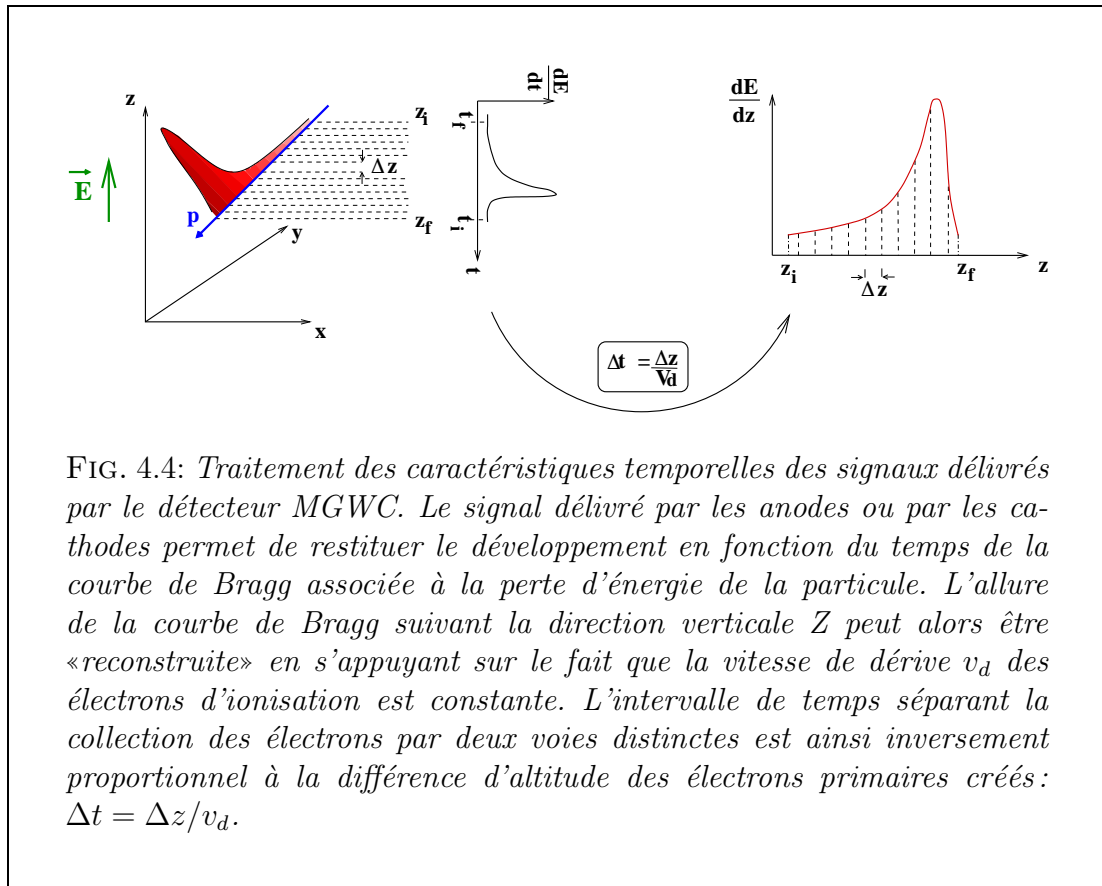 z
E
p
y
x
z_i
Δz
z_f
dE
dt
t_f
t_i
t
Δt = Δz
V_d
dE
dz
z_i
Δz
z_f
z
FIG. 4.4: Traitement des caractéristiques temporelles des signaux délivrés
par le détecteur MGWC. Le signal délivré par les anodes ou par les ca-
thodes permet de restituer le développement en fonction du temps de la
courbe de Bragg associée à la perte d'énergie de la particule. L'allure
de la courbe de Bragg suivant la direction verticale Z peut alors être
«reconstruite» en s'appuyant sur le fait que la vitesse de dérive v_d des
électrons d'ionisation est constante. L'intervalle de temps séparant la
collection des électrons par deux voies distinctes est ainsi inversement
proportionnel à la différence d'altitude des électrons primaires créés :
Δt = Δz/v_d.